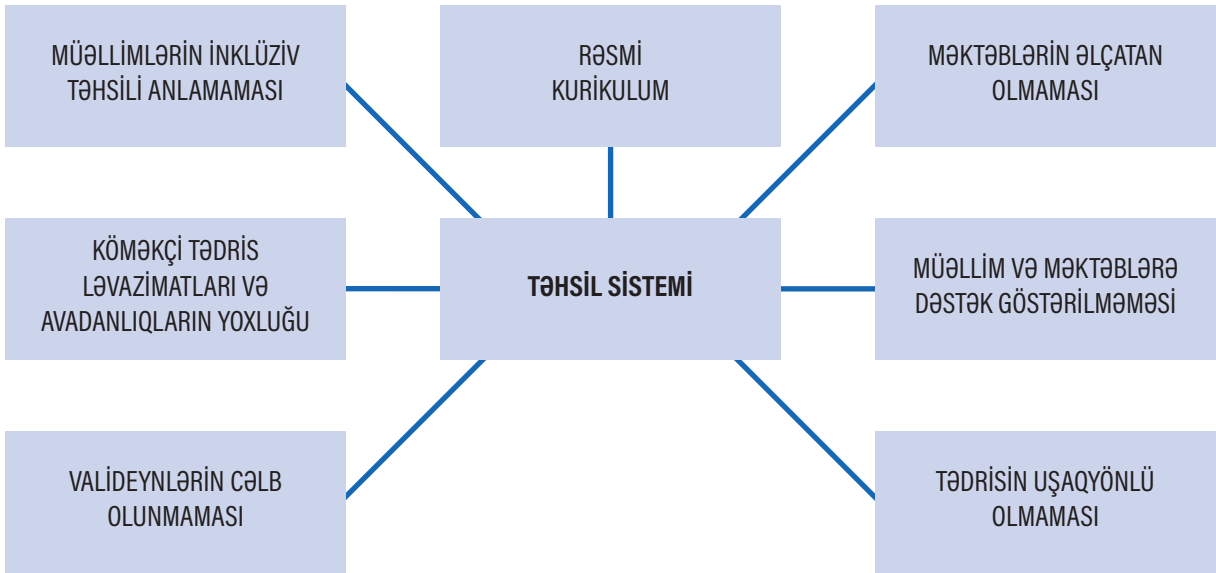 MÜƏLLİMLƏRİN İNKLÜZİV
TƏHSİLİ ANLAMAMASI
RƏSMİ
KURİKULUM
MƏKTƏBLƏRİN ƏLÇATAN
OLMAMASI
KÖMƏKÇİ TƏDRİS
LƏVAZİMATLARI VƏ
AVADANLIQLARIN YOXLUĞU
TƏHSİL SİSTEMİ
MÜƏLLİM VƏ MƏKTƏBLƏRƏ
DƏSTƏK GÖSTƏRİLMƏMƏSİ
VALİDEYNLƏRİN CƏLB
OLUNMAMASI
TƏDRİSİN UŞAQYÖNLÜ
OLMAMASI